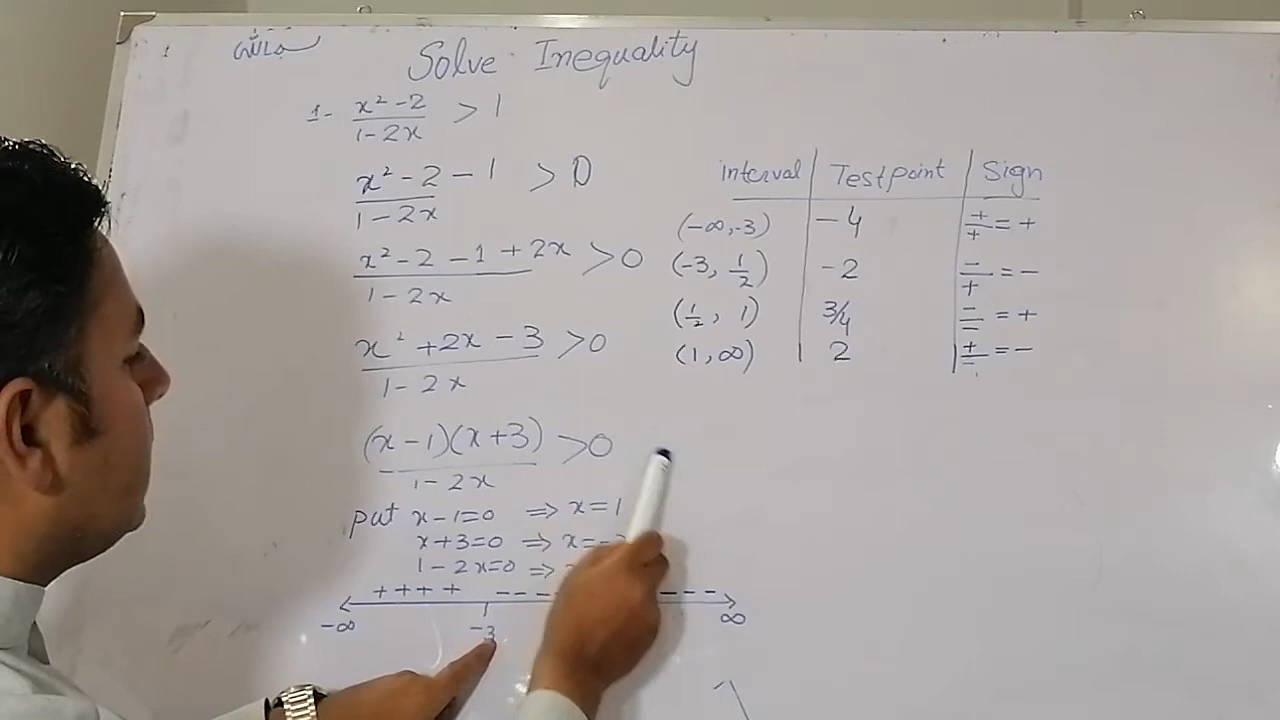 Solve Inequality
1- x² - 2 / 1 - 2x > 1
x² - 2 / 1 - 2x - 1 > 0
x² - 2 - 1 + 2x / 1 - 2x > 0
x² + 2x - 3 / 1 - 2x > 0
(x - 1)(x + 3) / 1 - 2x > 0
put x - 1 = 0 ⇒ x = 1
x + 3 = 0 ⇒ x = -3
1 - 2x = 0 ⇒
+ + + + - - - - - -
-∞ -3 ∞
Interval | Testpoint | Sign
(-∞, -3) | -4 | +/+ = +
(-3, 1/2) | -2 | -/+ = -
(1/2, 1) | 3/4 | -/- = +
(1, ∞) | 2 | +/- = -